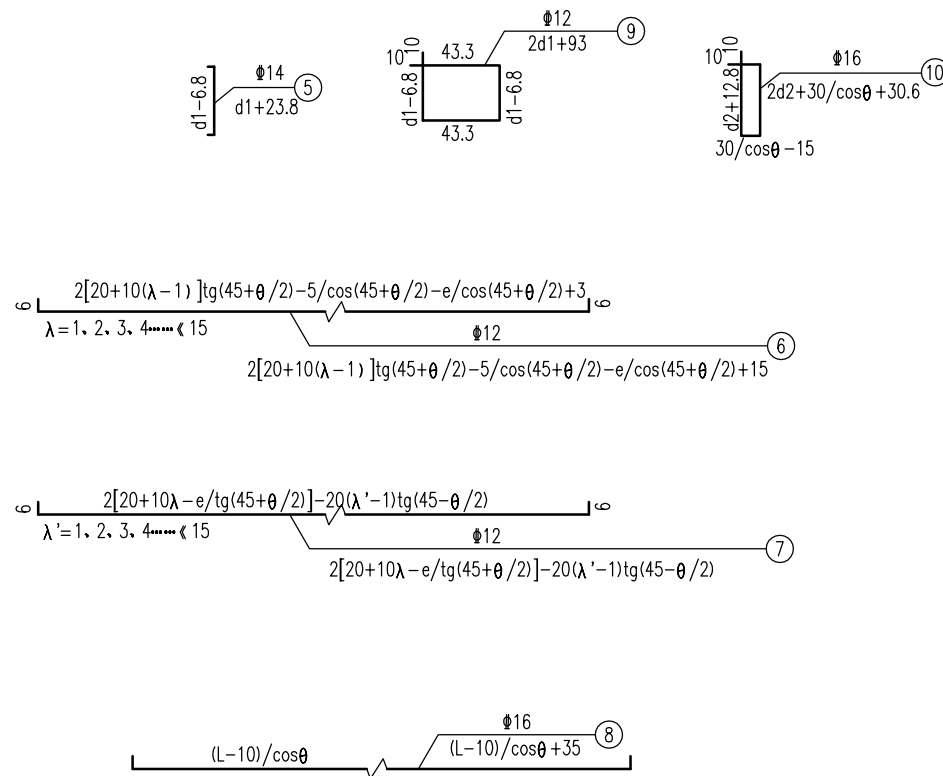 Φ14
d1-6.8
d1+23.8
5
10
10
43.3
Φ12
2d1+93
9
d1-6.8
d1-6.8
43.3
10
10
Φ16
2d2+30/cosθ+30.6
10
d2+12.8
30/cosθ-15
6
2[20+10(λ-1) ]tg(45+θ/2)-5/cos(45+θ/2)-e/cos(45+θ/2)+3
6
λ=1、2、3、4……《 15
Φ12
6
2[20+10(λ-1) ]tg(45+θ/2)-5/cos(45+θ/2)-e/cos(45+θ/2)+15
6
2[20+10λ-e/tg(45+θ/2)]-20(λ'-1)tg(45-θ/2)
6
λ'=1、2、3、4……《 15
Φ12
7
2[20+10λ-e/tg(45+θ/2)]-20(λ'-1)tg(45-θ/2)
Φ16
8
(L-10)/cosθ
(L-10)/cosθ+35